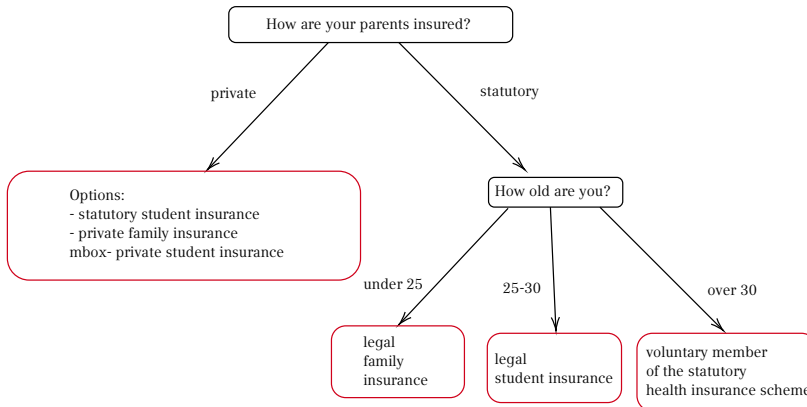 How are your parents insured?
private
statutory
Options:
- statutory student insurance
- private family insurance
mbox- private student insurance
How old are you?
under 25
25-30
over 30
legal
family
insurance
legal
student insurance
voluntary member
of the statutory
health insurance scheme